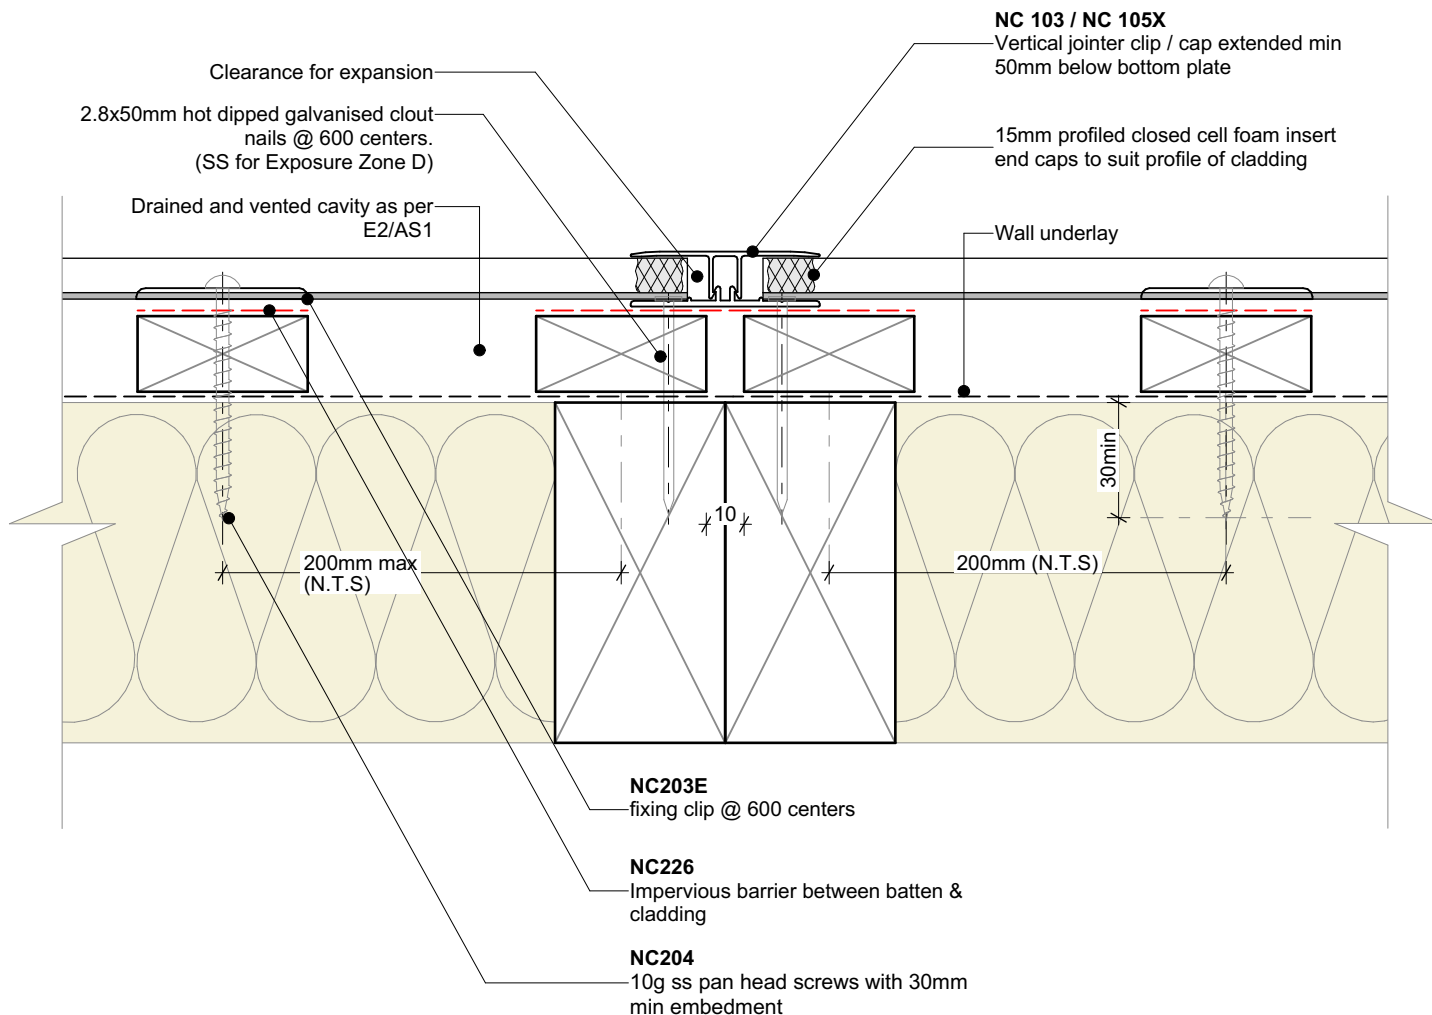 NC 103 / NC 105X
Vertical jointer clip / cap extended min
50mm below bottom plate
Clearance for expansion
2.8x50mm hot dipped galvanised clout
nails @ 600 centers.
(SS for Exposure Zone D)
15mm profiled closed cell foam insert
end caps to suit profile of cladding
Drained and vented cavity as per
E2/AS1
Wall underlay
30min
10
200mm max
(N.T.S)
200mm (N.T.S)
NC203E
fixing clip @ 600 centers
NC226
Impervious barrier between batten &
cladding
NC204
10g ss pan head screws with 30mm
min embedment